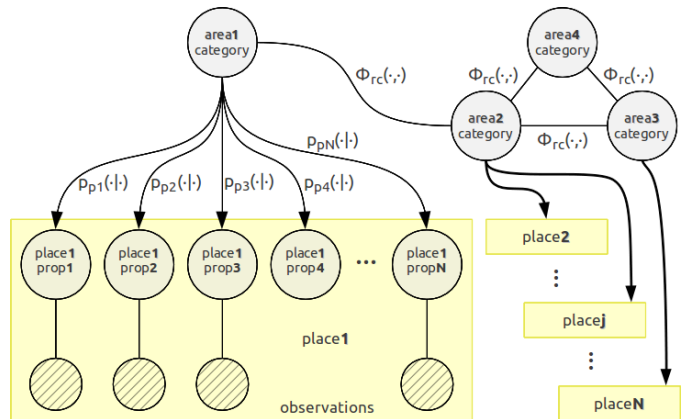 area1
category
area4
category
Φrc(·,·)
Φrc(·,·)
Φrc(·,·)
area2
category
area3
category
Φrc(·,·)
pp1(·|·)
pp2(·|·)
pp3(·|·)
pp4(·|·)
ppN(·|·)
place1
prop1
place1
prop2
place1
prop3
place1
prop4
...
place1
propN
place1
observations
place2
⋮
placej
⋮
placeN